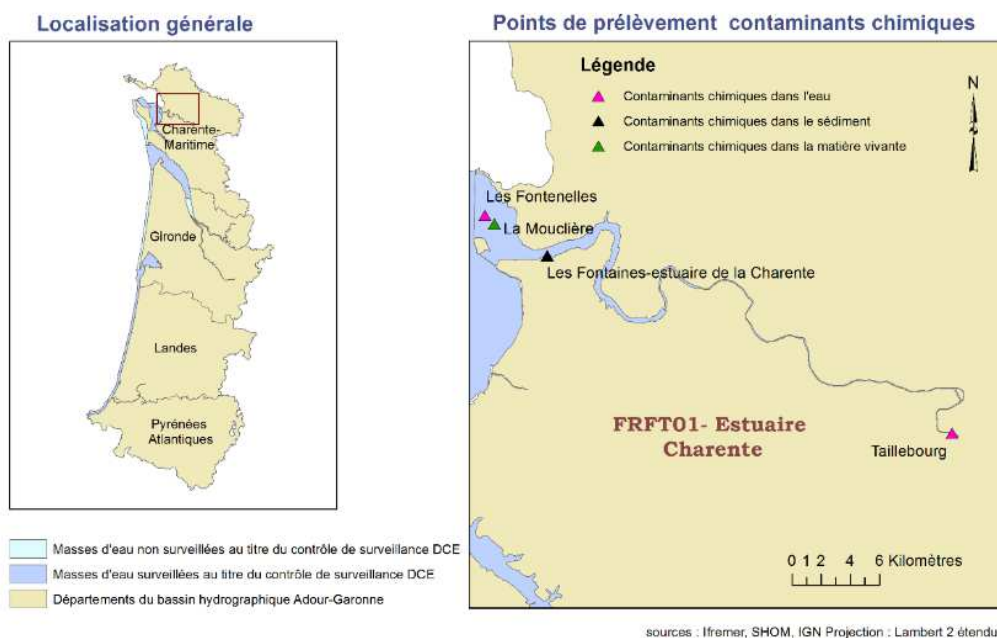 Localisation générale
Charente-
Maritime
Gironde
Landes
Pyrénées
Atlantiques
Masses d'eau non surveillées au titre du contrôle de surveillance DCE
Masses d'eau surveillées au titre du contrôle de surveillance DCE
Départements du bassin hydrographique Adour-Garonne
Points de prélèvement contaminants chimiques
Légende
Contaminants chimiques dans l'eau
Contaminants chimiques dans le sédiment
Contaminants chimiques dans la matière vivante
N
Les Fontenelles
La Mouclière
Les Fontaines-estuaire de la Charente
FRFT01- Estuaire
Charente
Taillebourg
0 1 2 4 6 Kilomètres
sources : Ifremer, SHOM, IGN Projection : Lambert 2 étendu